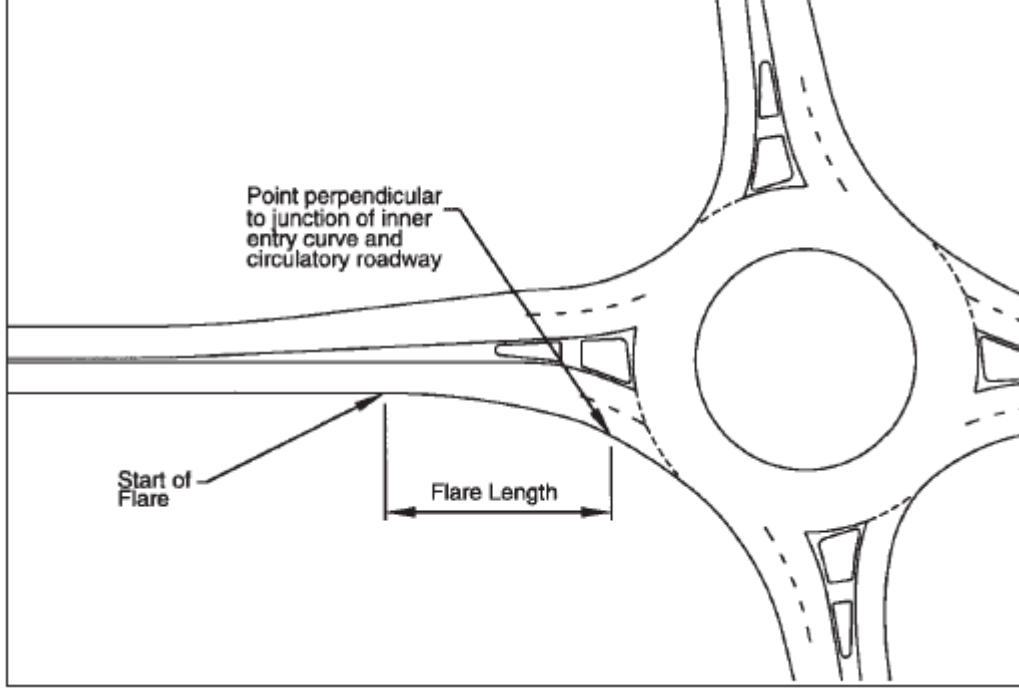 Point perpendicular
to junction of inner
entry curve and
circulatory roadway
Start of
Flare
Flare Length